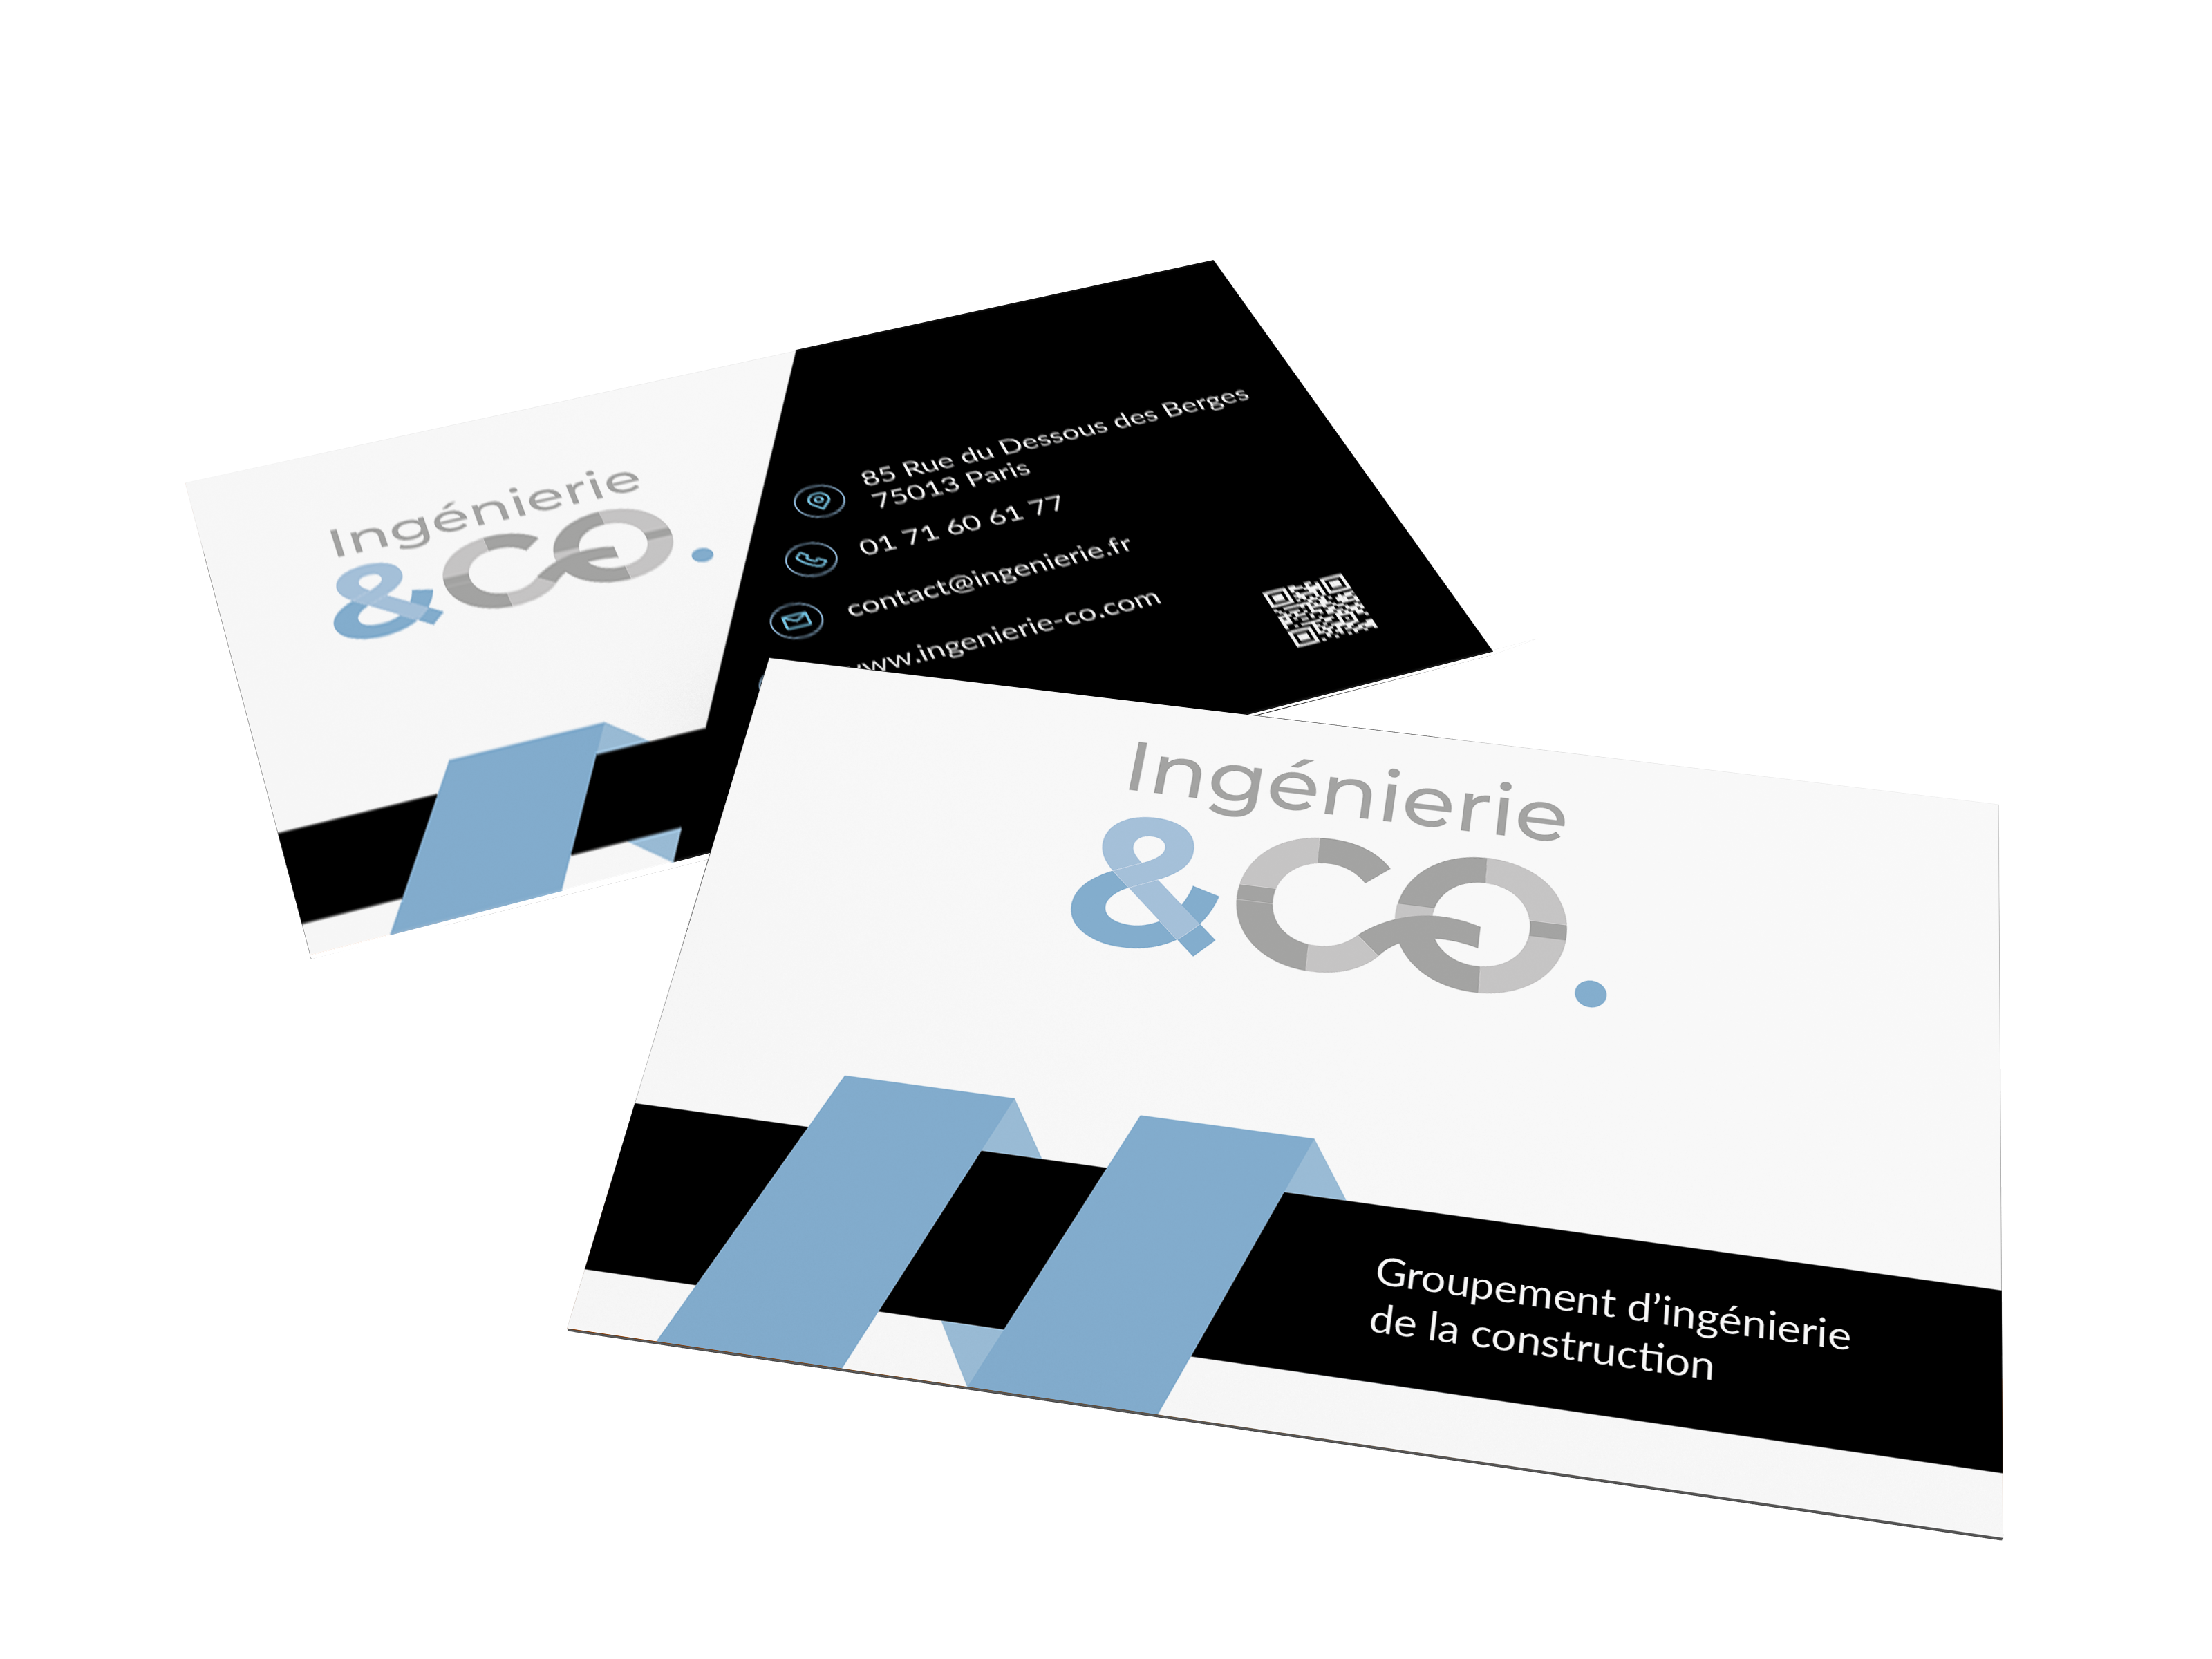 Ingénierie
&CO.
85 Rue du Dessous des Berges
75013 Paris
01 71 60 61 77
contact@ingenierie.fr
www.ingenierie-co.com
Ingénierie
&CO.
Groupement d’ingénierie
de la construction